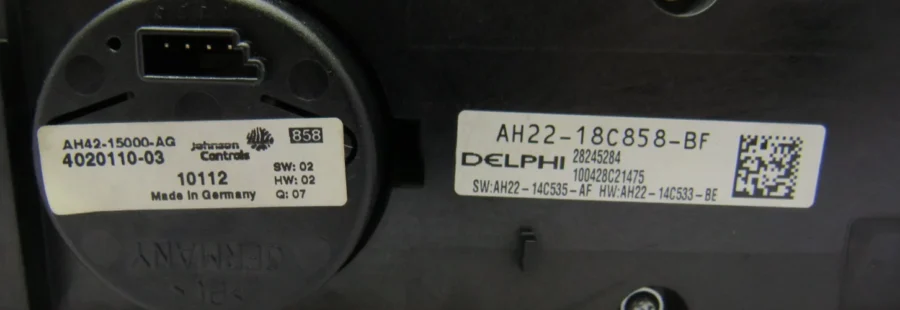 AH42-15000-AG
4020110-03
Johnson Controls
858
10112
Made in Germany
SW: 02
HW: 02
Q: 07
GERMANY
AH22-18C858-BF
DELPHI
28245284
100428C21475
SW:AH22-14C535-AF HW:AH22-14C533-BE